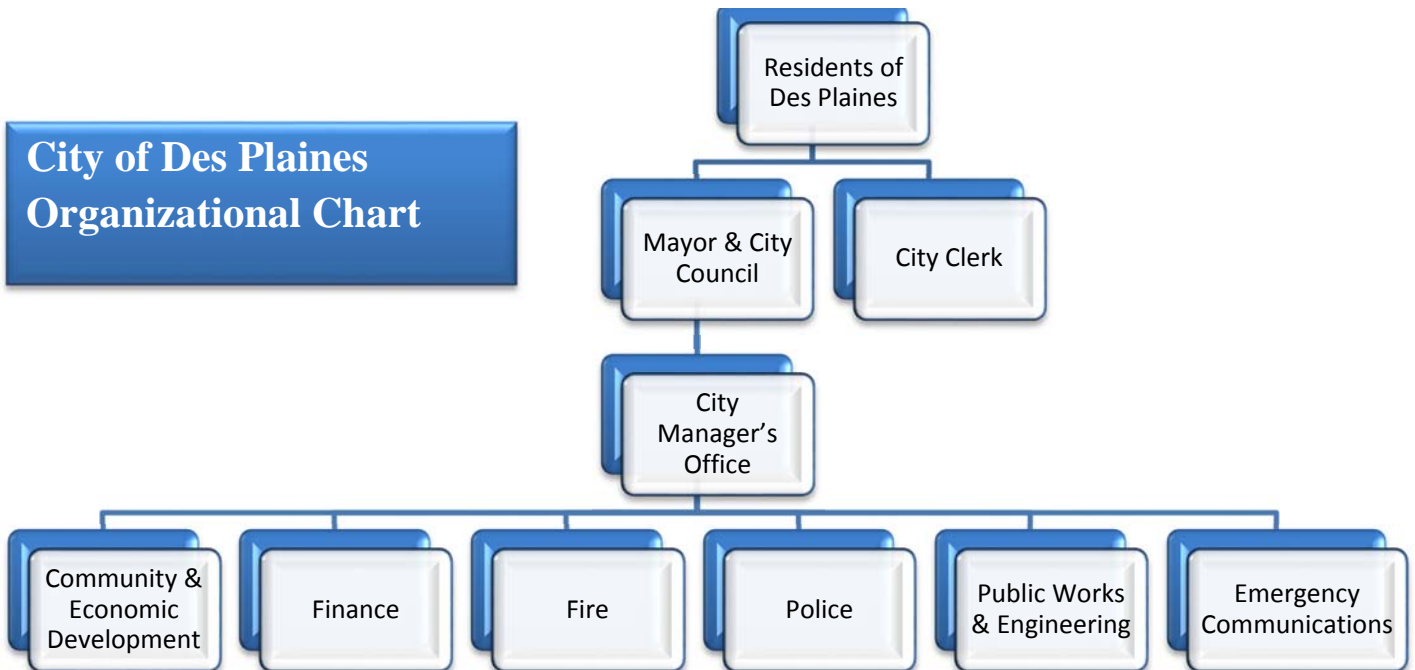 City of Des Plaines
Organizational Chart
Residents of
Des Plaines
Mayor & City
Council
City Clerk
City
Manager’s
Office
Community &
Economic
Development
Finance
Fire
Police
Public Works
& Engineering
Emergency
Communications